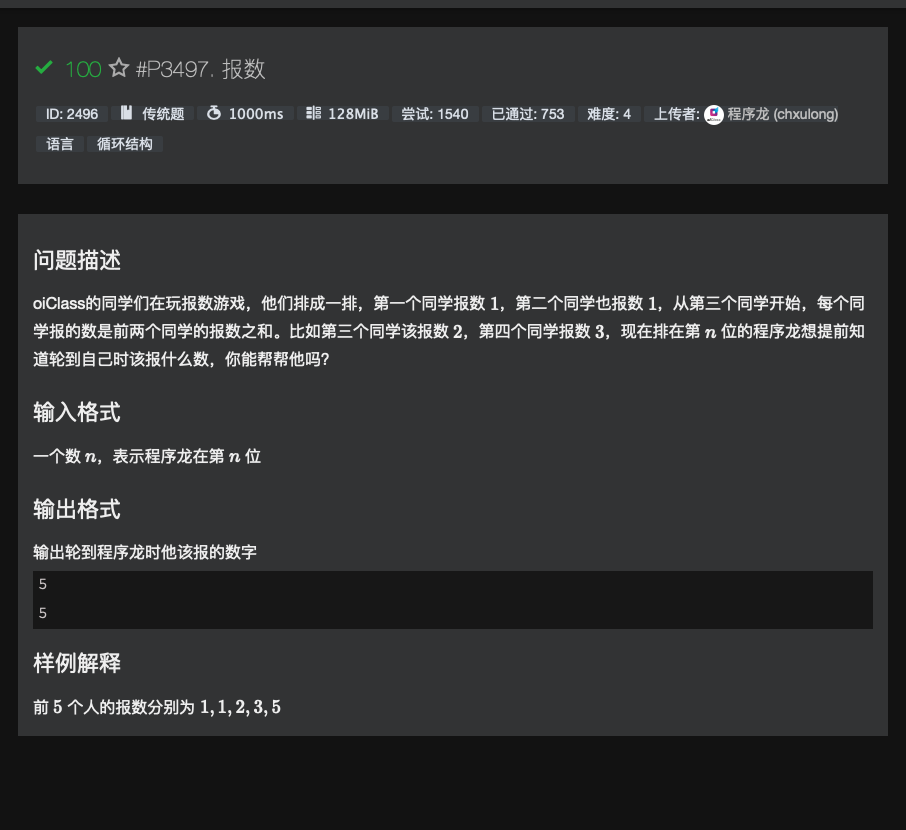 100 #P3497. 报数
ID: 2496 传统题 1000ms 128MiB 尝试: 1540 已通过: 753 难度: 4 上传者: 程序龙 (chxulong)
语言 循环结构
问题描述
oiClass的同学们在玩报数游戏，他们排成一排，第一个同学报数 1，第二个同学也报数 1，从第三个同学开始，每个同
学报的数是前两个同学的报数之和。比如第三个同学该报数 2，第四个同学报数 3，现在排在第 n 位的程序龙想提前知
道轮到自己时该报什么数，你能帮帮他吗?
输入格式
一个数 n，表示程序龙在第 n 位
输出格式
输出轮到程序龙时他该报的数字
5
5
样例解释
前 5 个人的报数分别为 1, 1, 2, 3, 5